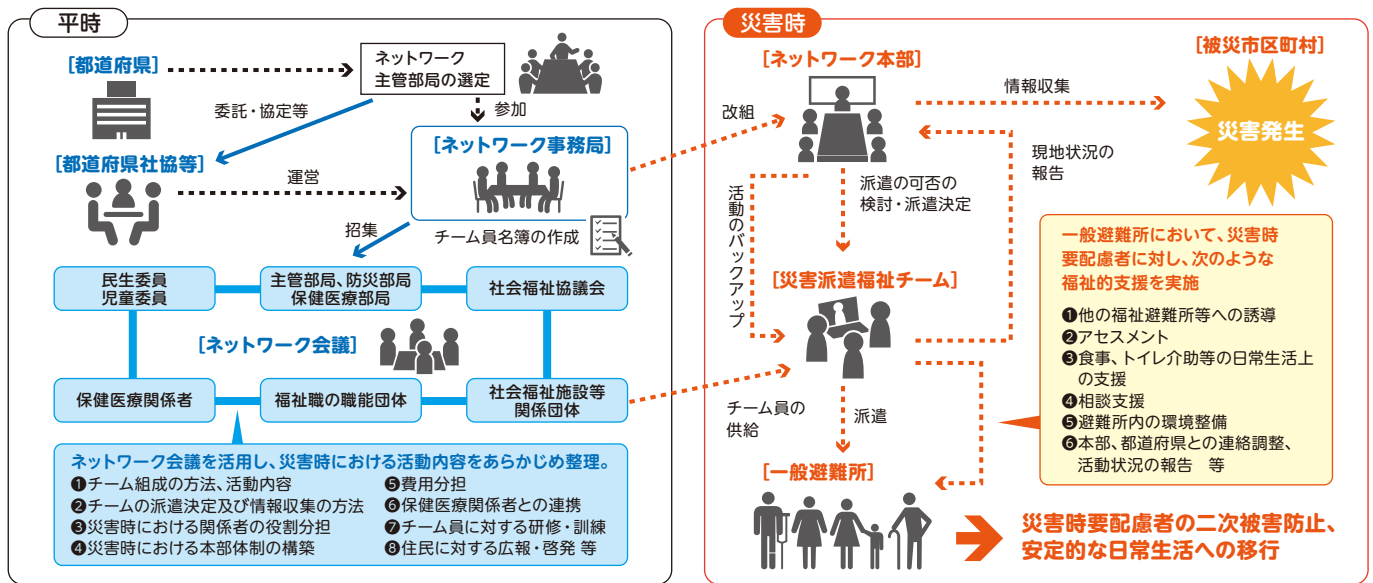 平時
[都道府県]
ネットワーク
主管部局の選定
委託・協定等
参加
[都道府県社協等]
[ネットワーク事務局]
運営
招集
チーム員名簿の作成
民生委員
児童委員
主管部局、防災部局
保健医療部局
社会福祉協議会
[ネットワーク会議]
保健医療関係者
福祉職の職能団体
社会福祉施設等
関係団体
ネットワーク会議を活用し、災害時における活動内容をあらかじめ整理。
❶チーム組成の方法、活動内容
❷チームの派遣決定及び情報収集の方法
❸災害時における関係者の役割分担
❹災害時における本部体制の構築
❺費用分担
❻保健医療関係者との連携
❼チーム員に対する研修・訓練
❽住民に対する広報・啓発 等
災害時
[ネットワーク本部]
[被災市区町村]
改組
情報収集
災害発生
現地状況の
報告
派遣の可否の
検討・派遣決定
活動のバックアップ
[災害派遣福祉チーム]
チーム員の
供給
派遣
[一般避難所]
一般避難所において、災害時
要配慮者に対し、次のような
福祉的支援を実施
❶他の福祉避難所等への誘導
❷アセスメント
❸食事、トイレ介助等の日常生活上
の支援
❹相談支援
❺避難所内の環境整備
❻本部、都道府県との連絡調整、
活動状況の報告 等
災害時要配慮者の二次被害防止、
安定的な日常生活への移行